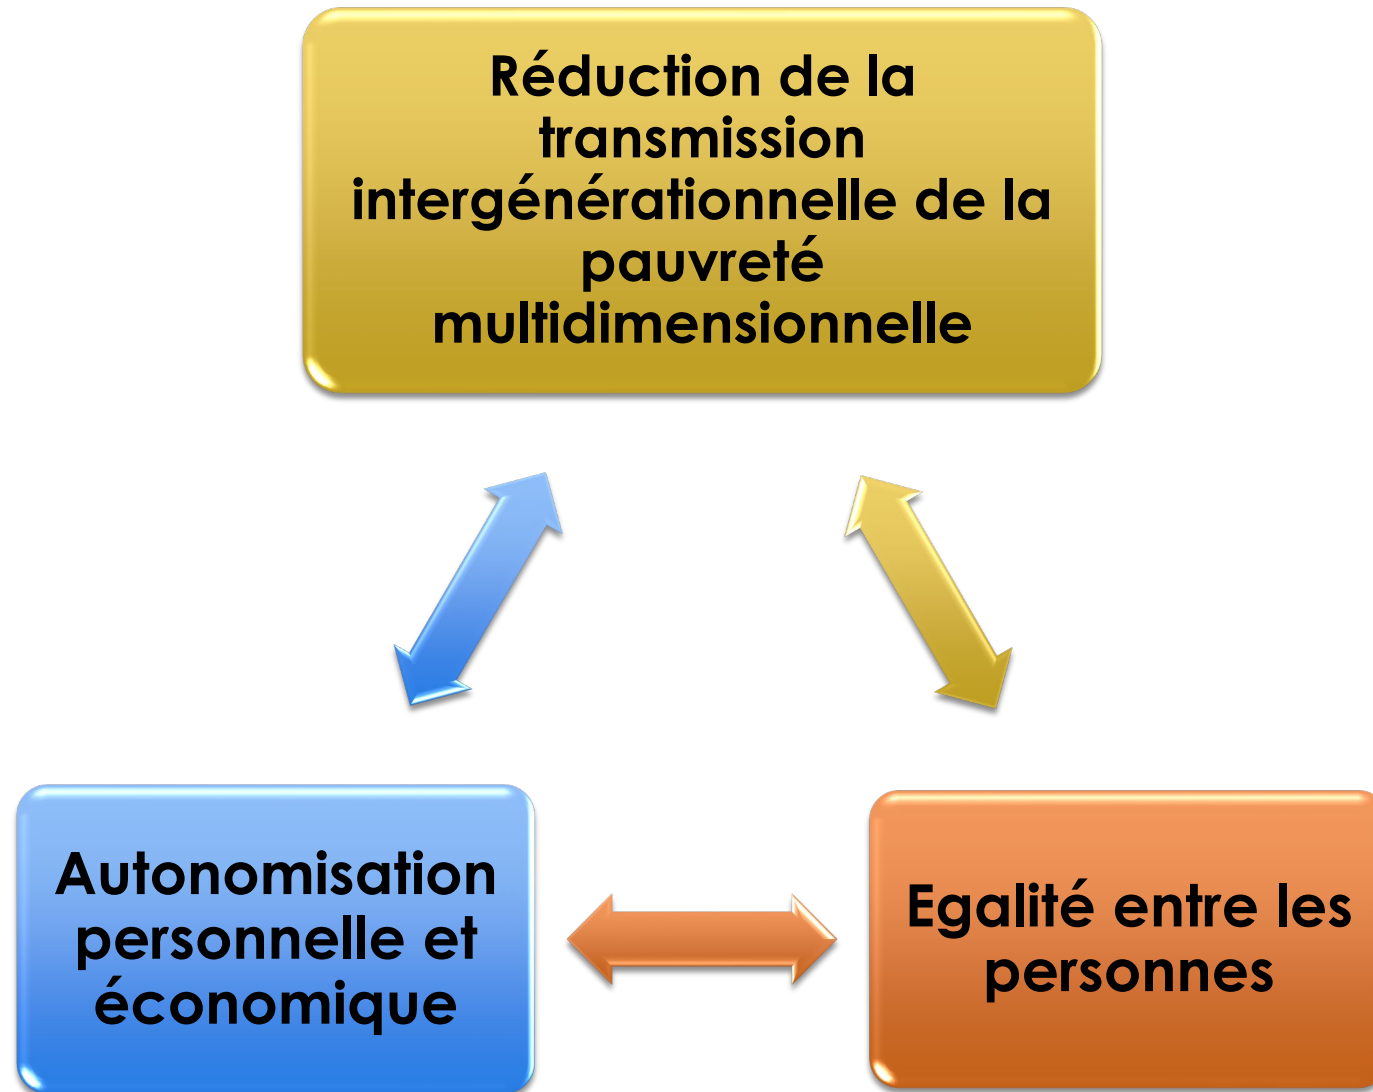 Réduction de la
transmission
intergénérationnelle de la
pauvreté
multidimensionnelle
Autonomisation
personnelle et
économique
Egalité entre les
personnes